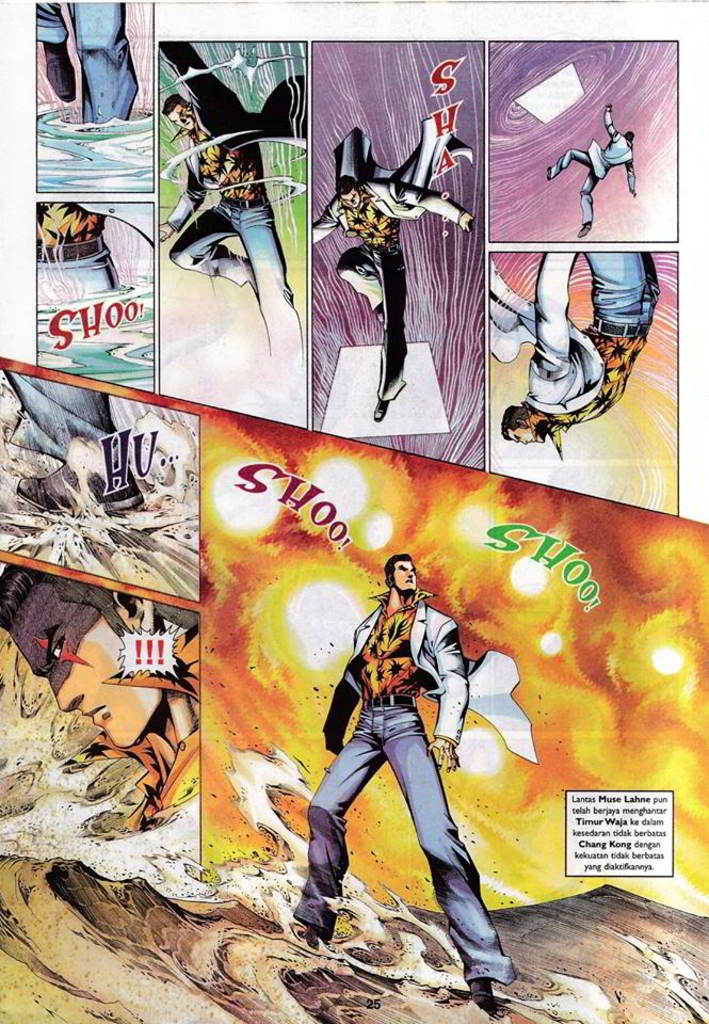 SHA...
SHOO!
HU...
SHOO!
SHOO!
!!!
Lantas Muse Lahne pun
telah berjaya menghantar
Timur Waja ke dalam
kesedaran tidak berbatas
Chang Kong dengan
kekuatan tidak berbatas
yang diaktifkannya.
25